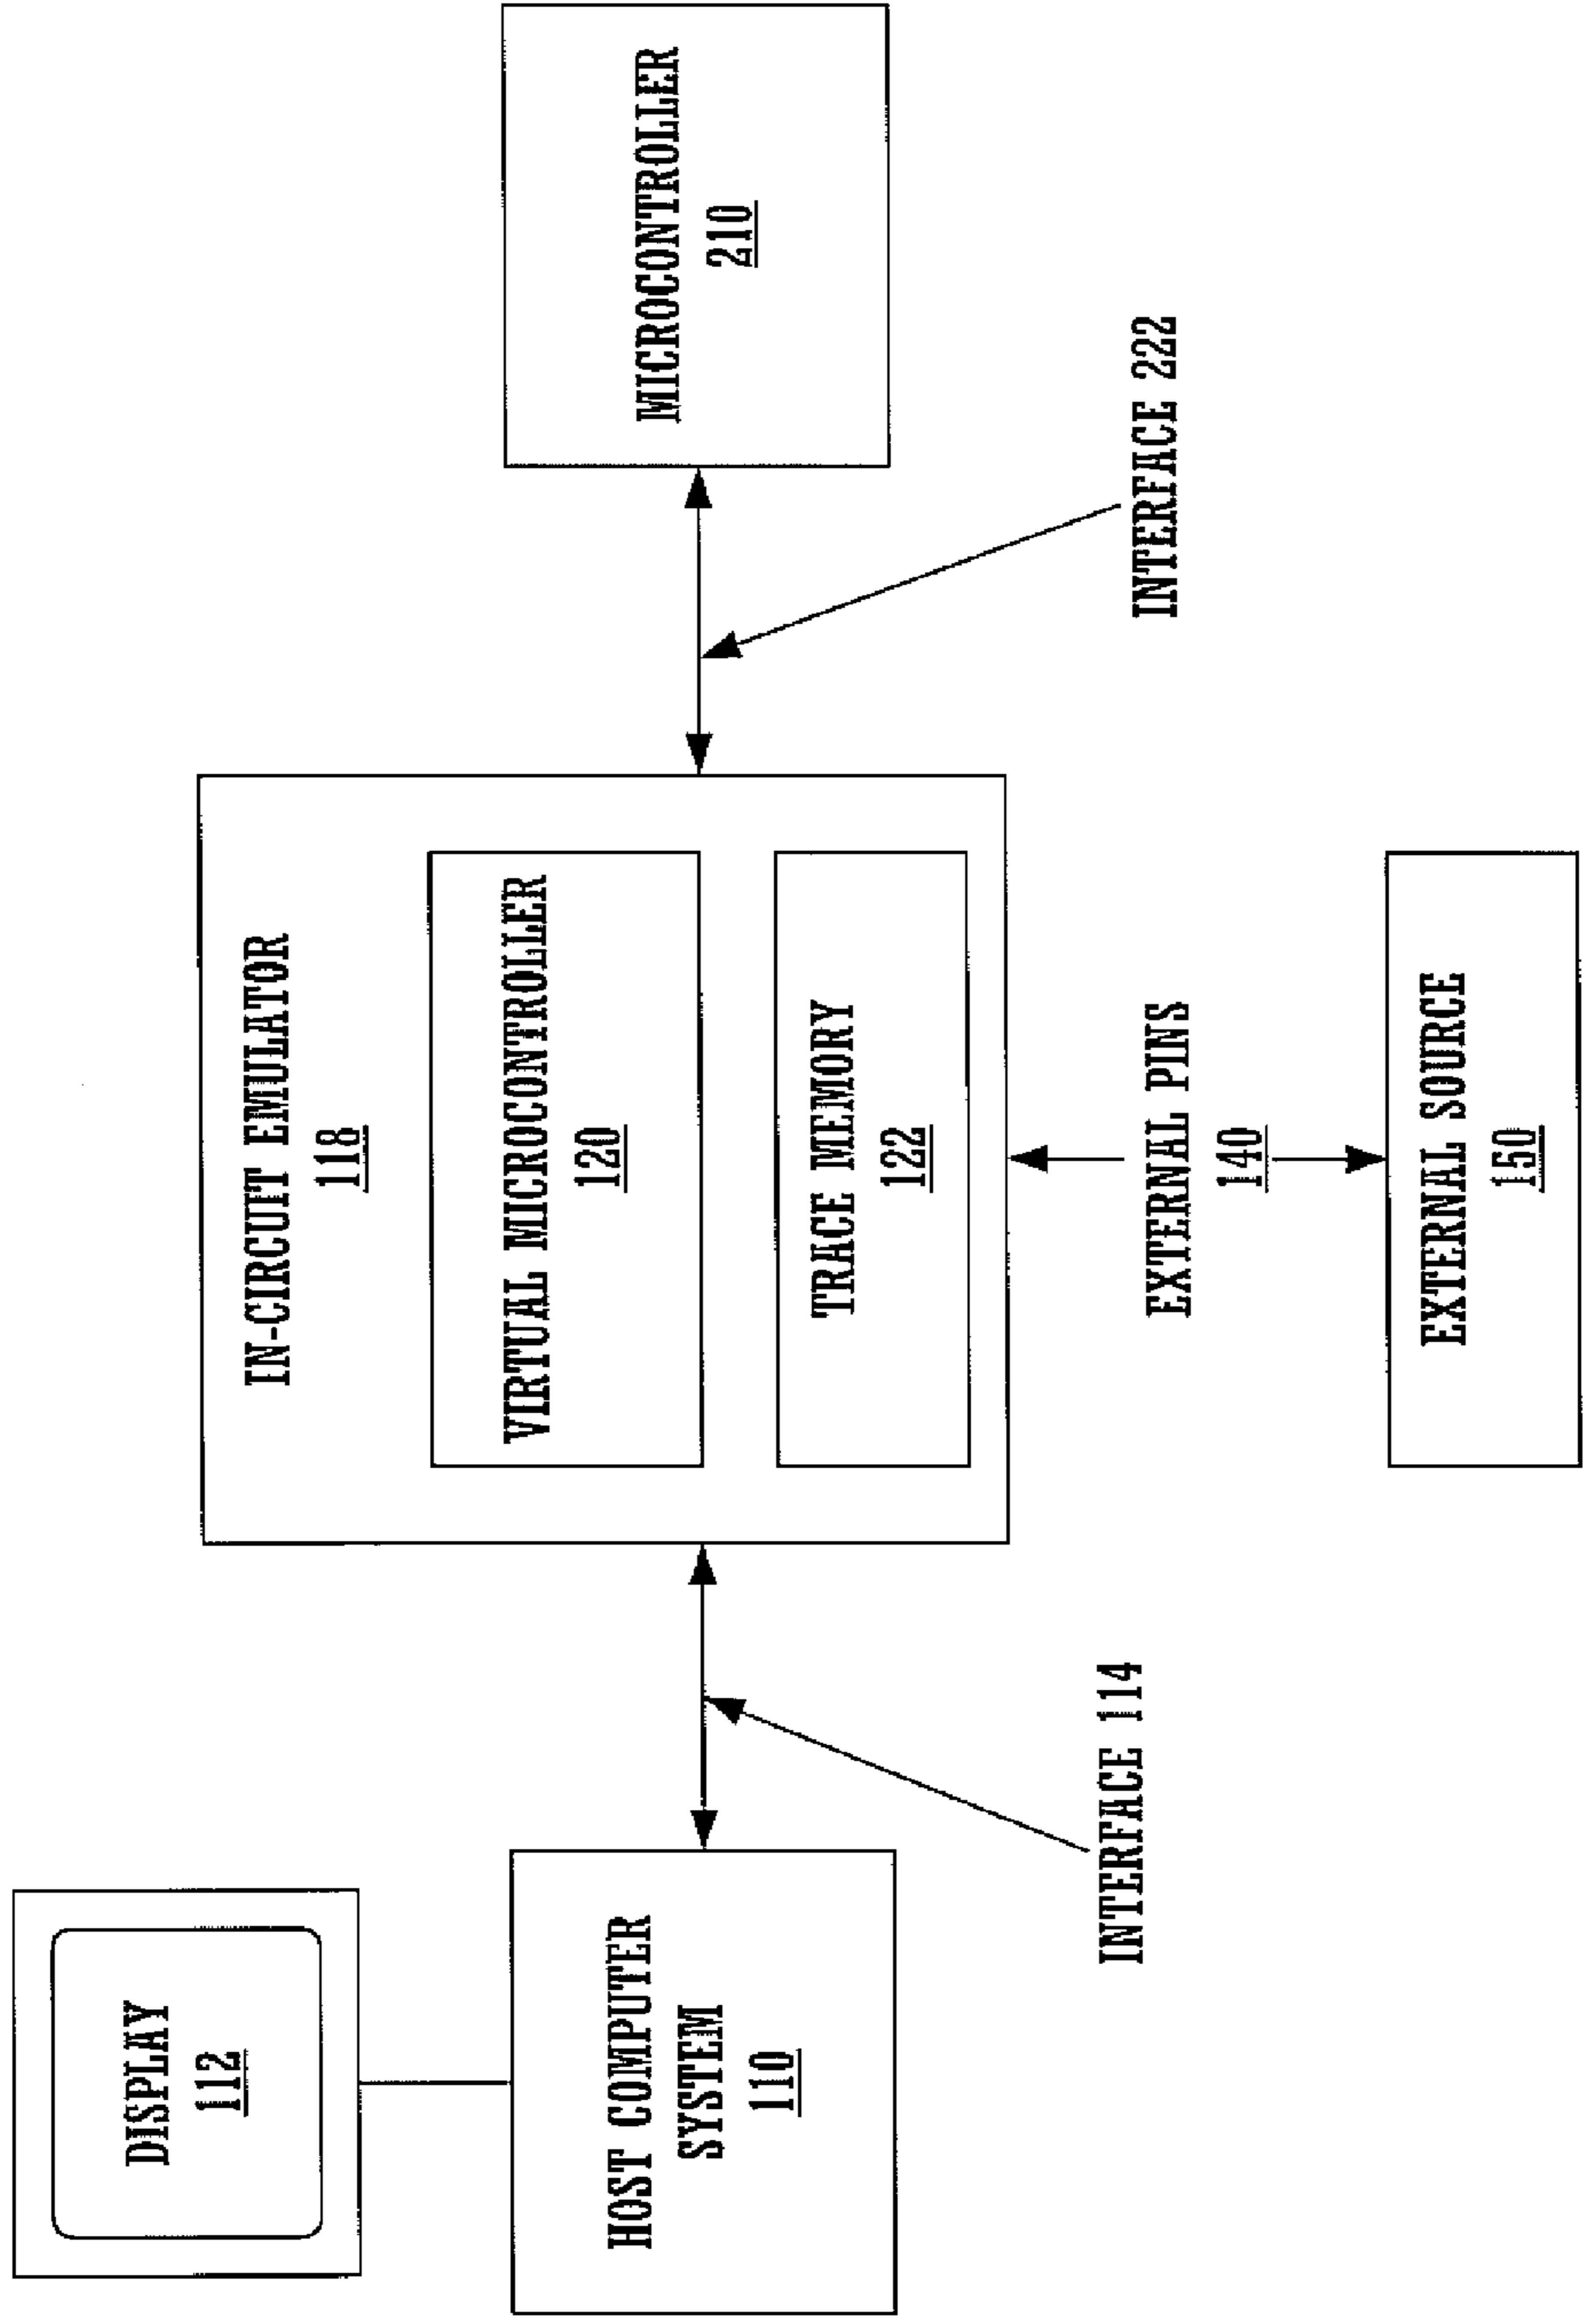 DISPLAY
112
HOST COMPUTER
SYSTEM
110
INTERFACE 114
IN-CIRCUIT EMULATOR
118
VIRTUAL MICROCONTROLLER
120
TRACE MEMORY
122
EXTERNAL PINS
140
EXTERNAL SOURCE
150
INTERFACE 222
MICROCONTROLLER
210